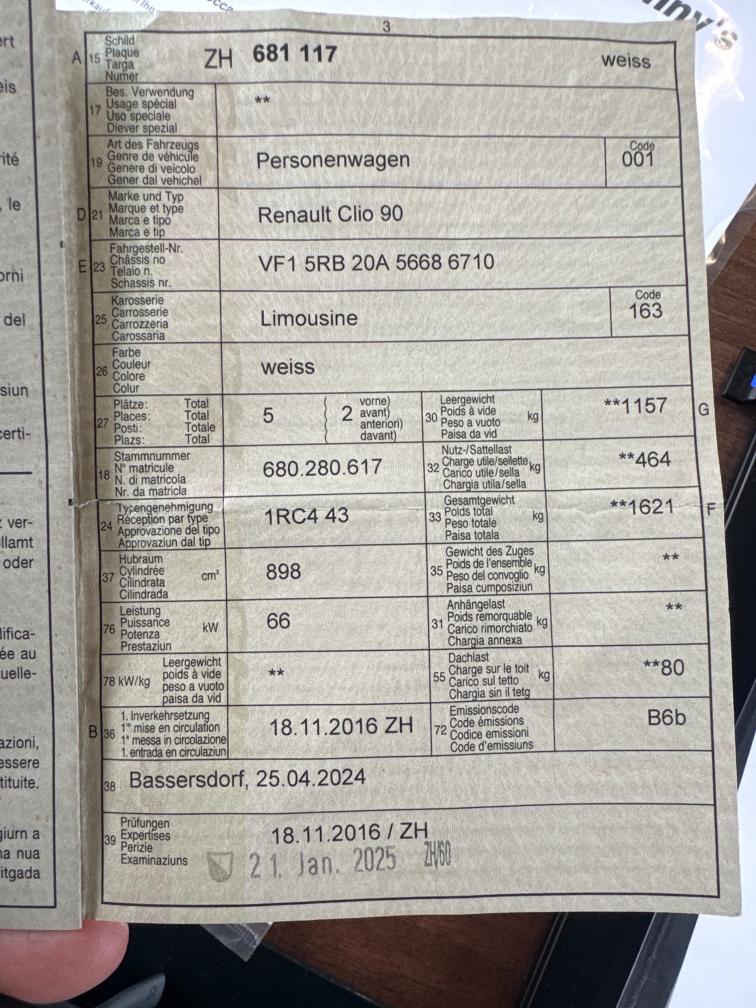 3
A 15 Schild ZH 681 117 weiss
Plaque
Targa
Numer
17 Bes. Verwendung **
Usage spécial
Uso speciale
Diever spezial
19 Art des Fahrzeugs Personenwagen Code 001
Genre de véhicule
Genere di veicolo
Gener dal vehichel
D 21 Marke und Typ Renault Clio 90
Marque et type
Marca e tipo
Marca e tip
E 23 Fahrgestell-Nr. VF1 5RB 20A 5668 6710
Châssis no
Telaio n.
Schassis nr.
25 Karosserie Limousine Code 163
Carrosserie
Carrozzeria
Carossaria
26 Farbe weiss
Couleur
Colore
Colur
27 Plätze: Total 5 ( 2 vorne)
Places: Total avant)
Posti: Totale anteriori)
Plazs: Total davant)
30 Leergewicht kg **1157 G
Poids à vide
Peso a vuoto
Paisa da vid
18 Stammnummer 680.280.617
N° matricule
N. di matricola
Nr. da matricla
32 Nutz-/Sattellast kg **464
Charge utile/sellette
Carico utile/sella
Chargia utila/sella
24 Typengenehmigung 1RC4 43
Réception par type
Approvazione del tipo
Approvaziun dal tip
33 Gesamtgewicht kg **1621 F
Poids total
Peso totale
Paisa totala
37 Hubraum cm³ 898
Cylindrée
Cilindrata
Cilindrada
35 Gewicht des Zuges kg **
Poids de l'ensemble
Peso del convoglio
Paisa cumposiziun
76 Leistung kW 66
Puissance
Potenza
Prestaziun
31 Anhängelast kg **
Poids remorquable
Carico rimorchiato
Chargia annexa
78 kW/kg Leergewicht **
poids à vide
peso a vuoto
paisa da vid
55 Dachlast kg **80
Charge sur le toit
Carico sul tetto
Chargia sin il tetg
B 36 1. Inverkehrsetzung 18.11.2016 ZH
1re mise en circulation
1a messa in circolazione
1. entrada en circulaziun
72 Emissionscode B6b
Code émissions
Codice emissioni
Code d'emissiuns
38 Bassersdorf, 25.04.2024
39 Prüfungen 18.11.2016 / ZH
Expertises
Perizie
Examinaziuns
21. Jan. 2025 ZH/60